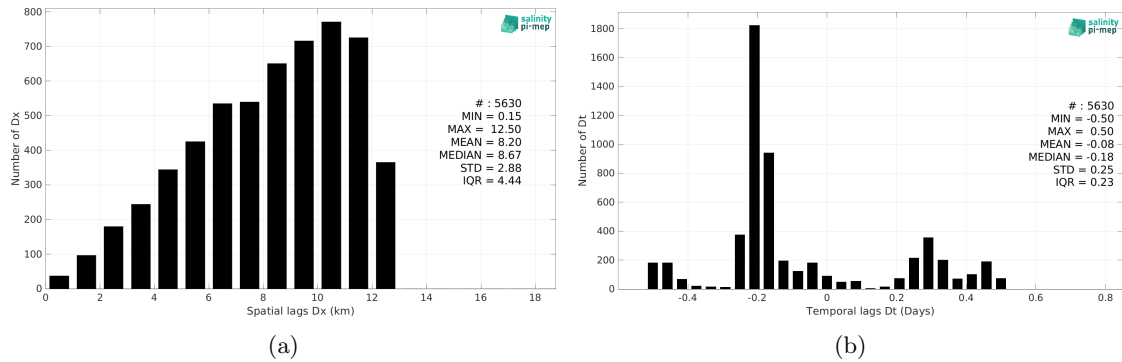 salinity
pi-mep
800
700
600
500
400
300
200
100
0
Number of Dx
# : 5630
MIN = 0.15
MAX = 12.50
MEAN = 8.20
MEDIAN = 8.67
STD = 2.88
IQR = 4.44
0 2 4 6 8 10 12 14 16 18
Spatial lags Dx (km)
(a)
salinity
pi-mep
1800
1600
1400
1200
1000
800
600
400
200
0
Number of Dt
# : 5630
MIN = -0.50
MAX = 0.50
MEAN = -0.08
MEDIAN = -0.18
STD = 0.25
IQR = 0.23
-0.4 -0.2 0 0.2 0.4 0.6 0.8
Temporal lags Dt (Days)
(b)